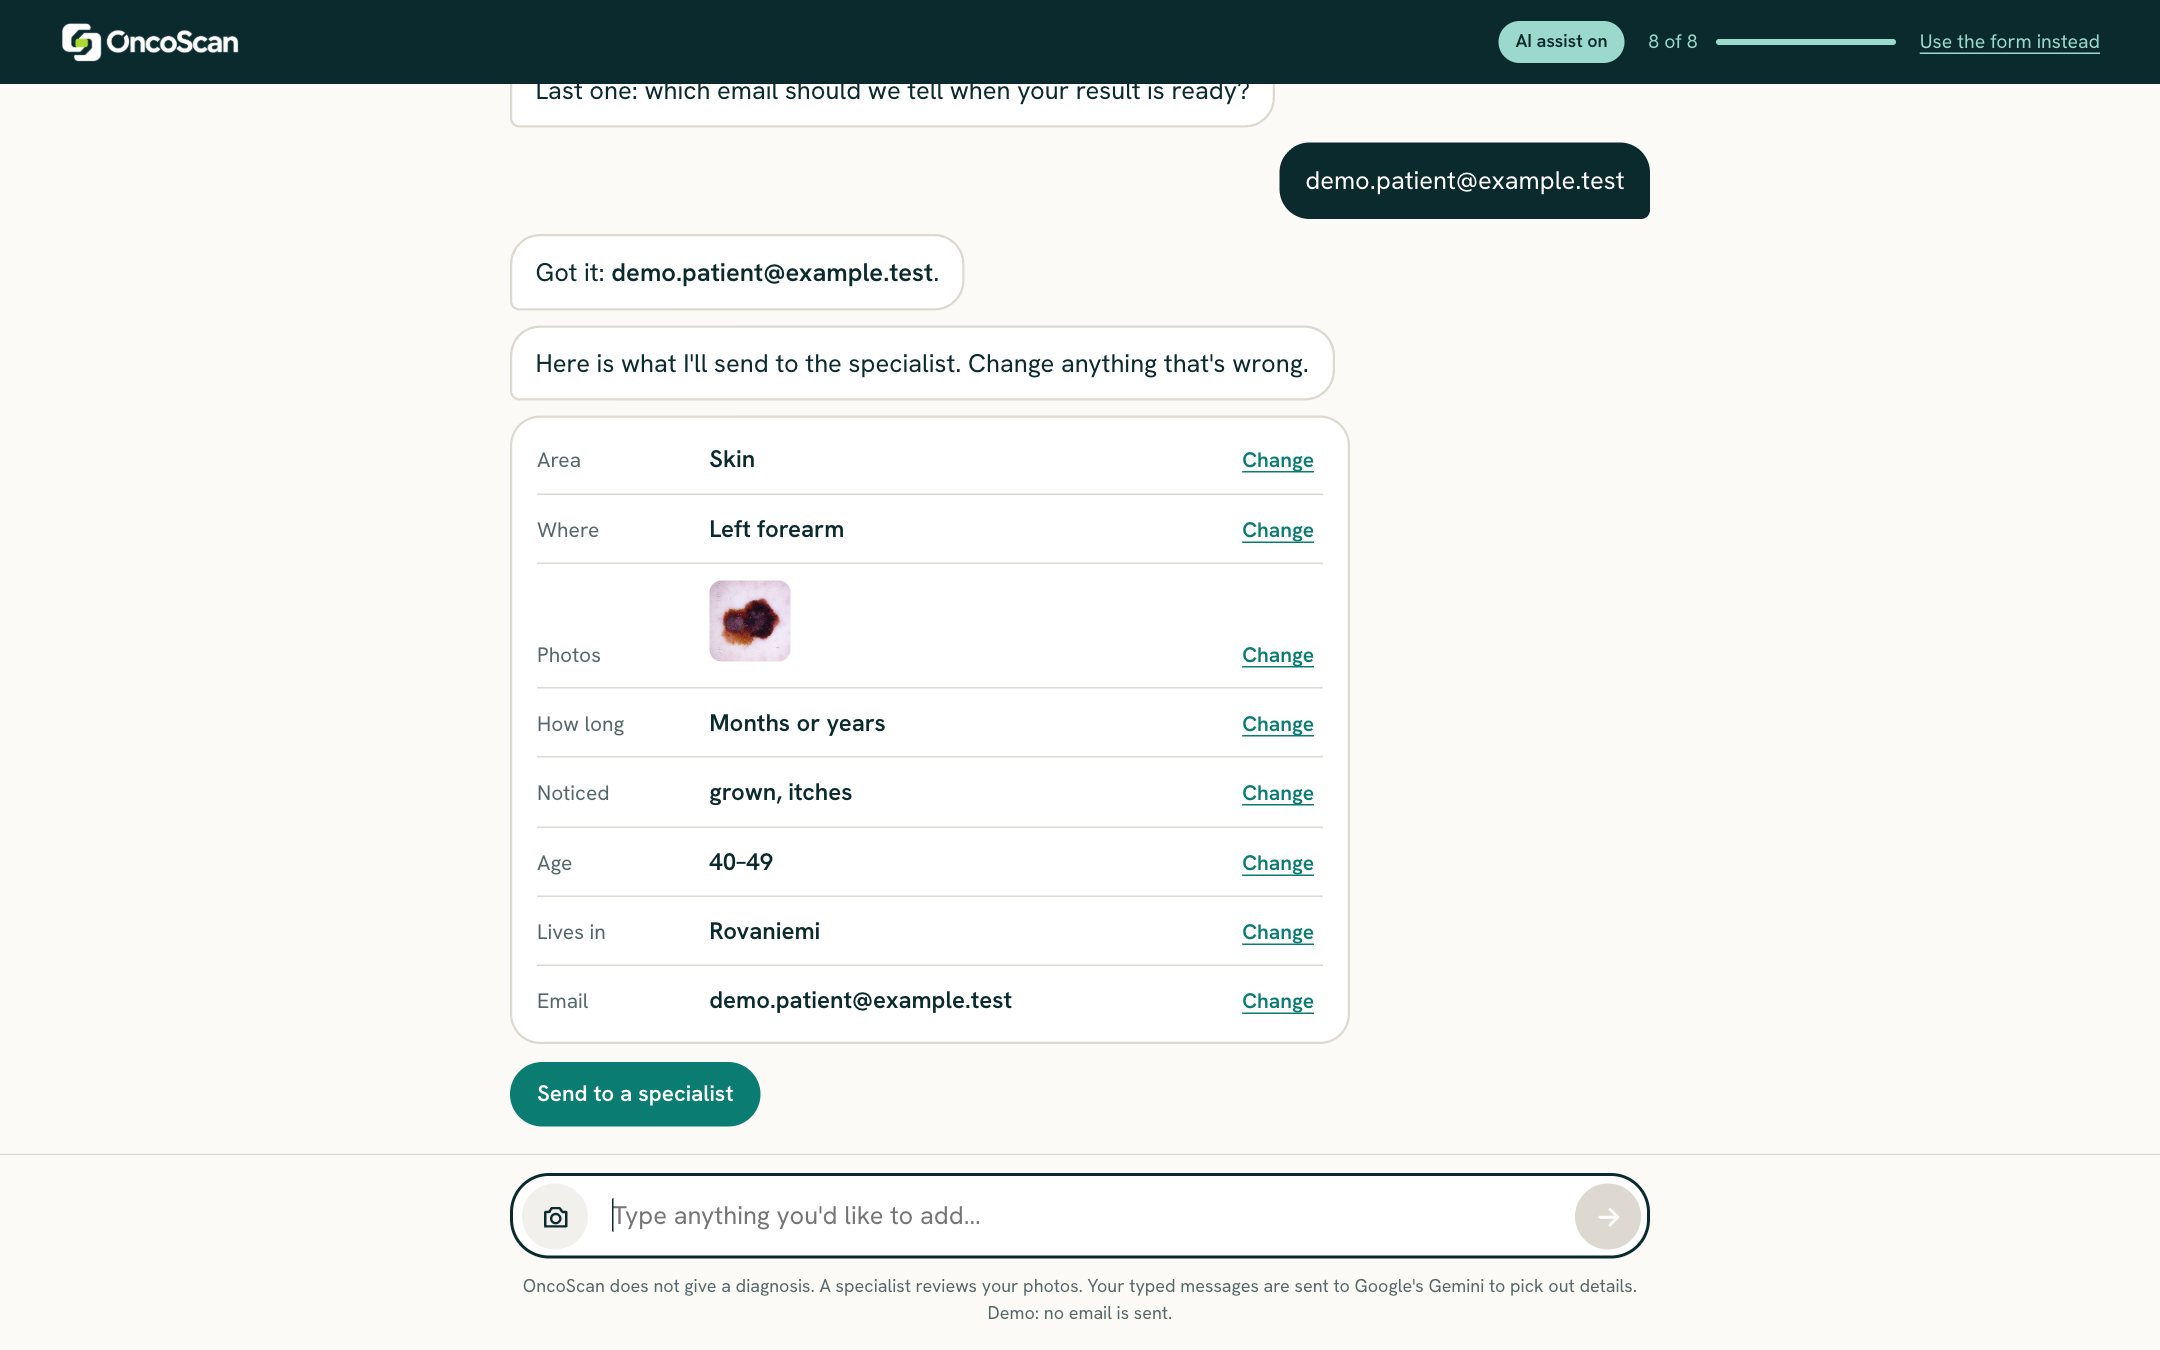 OncoScan
AI assist on
8 of 8
Use the form instead
Last one: which email should we tell when your result is ready?
demo.patient@example.test
Got it: demo.patient@example.test.
Here is what I'll send to the specialist. Change anything that's wrong.
Area Skin Change
Where Left forearm Change
Photos Change
How long Months or years Change
Noticed grown, itches Change
Age 40–49 Change
Lives in Rovaniemi Change
Email demo.patient@example.test Change
Send to a specialist
Type anything you'd like to add...
OncoScan does not give a diagnosis. A specialist reviews your photos. Your typed messages are sent to Google's Gemini to pick out details.
Demo: no email is sent.